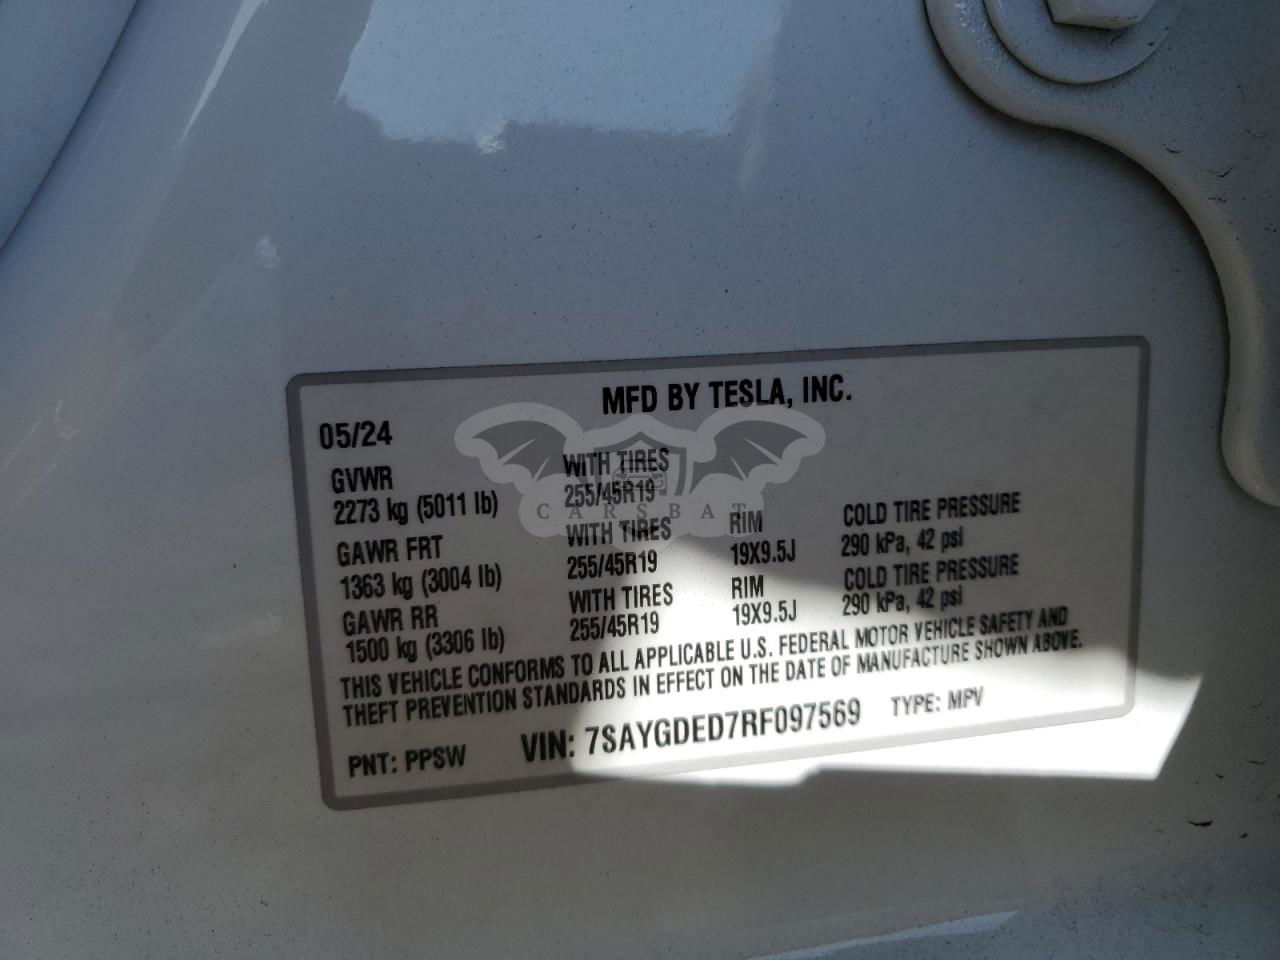 MFD BY TESLA, INC.
05/24
GVWR WITH TIRES
2273 kg (5011 lb) 255/45R19
CARSBAT
GAWR FRT WITH TIRES RIM COLD TIRE PRESSURE
1363 kg (3004 lb) 255/45R19 19X9.5J 290 kPa, 42 psi
GAWR RR WITH TIRES RIM COLD TIRE PRESSURE
1500 kg (3306 lb) 255/45R19 19X9.5J 290 kPa, 42 psi
THIS VEHICLE CONFORMS TO ALL APPLICABLE U.S. FEDERAL MOTOR VEHICLE SAFETY AND
THEFT PREVENTION STANDARDS IN EFFECT ON THE DATE OF MANUFACTURE SHOWN ABOVE.
PNT: PPSW VIN: 7SAYGDED7RF097569 TYPE: MPV